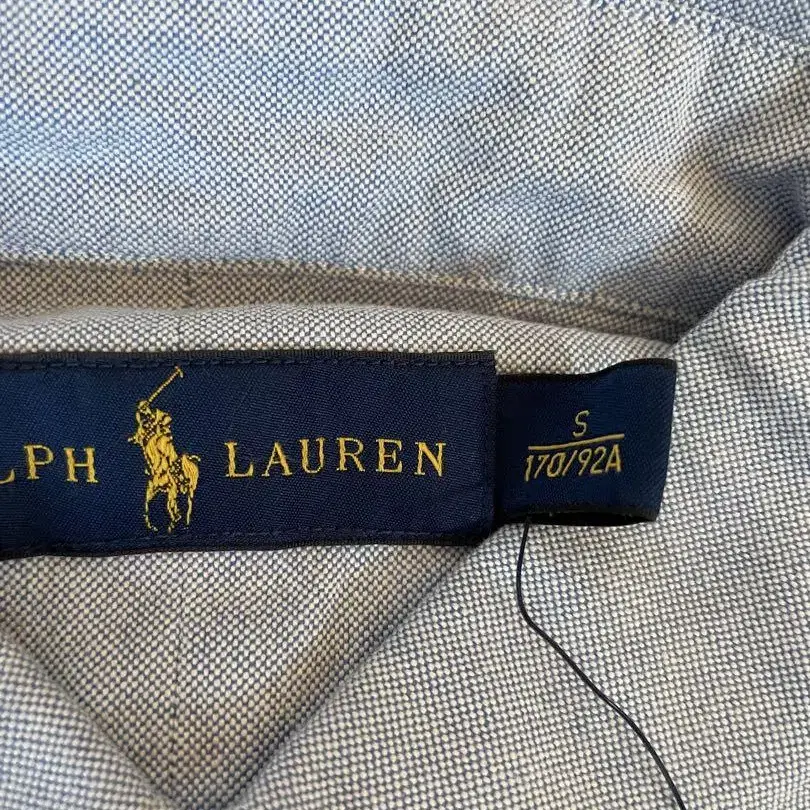 LPH LAUREN
S
170/92A